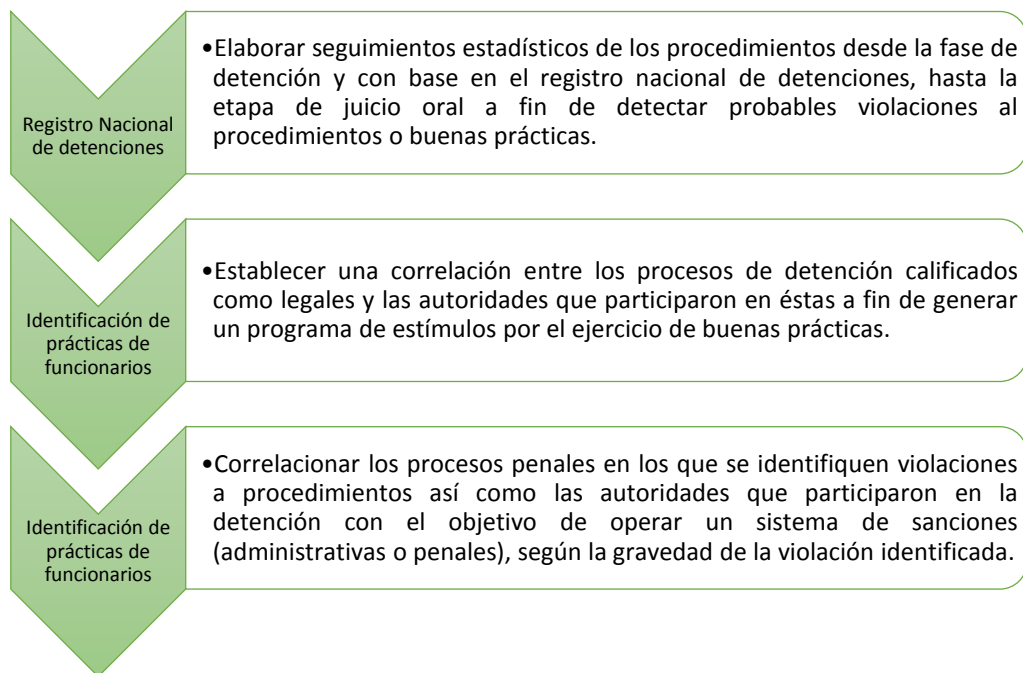 Registro Nacional
de detenciones
•Elaborar seguimientos estadísticos de los procedimientos desde la fase de
detención y con base en el registro nacional de detenciones, hasta la
etapa de juicio oral a fin de detectar probables violaciones al
procedimientos o buenas prácticas.
Identificación de
prácticas de
funcionarios
•Establecer una correlación entre los procesos de detención calificados
como legales y las autoridades que participaron en éstas a fin de generar
un programa de estímulos por el ejercicio de buenas prácticas.
Identificación de
prácticas de
funcionarios
•Correlacionar los procesos penales en los que se identifiquen violaciones
a procedimientos así como las autoridades que participaron en la
detención con el objetivo de operar un sistema de sanciones
(administrativas o penales), según la gravedad de la violación identificada.